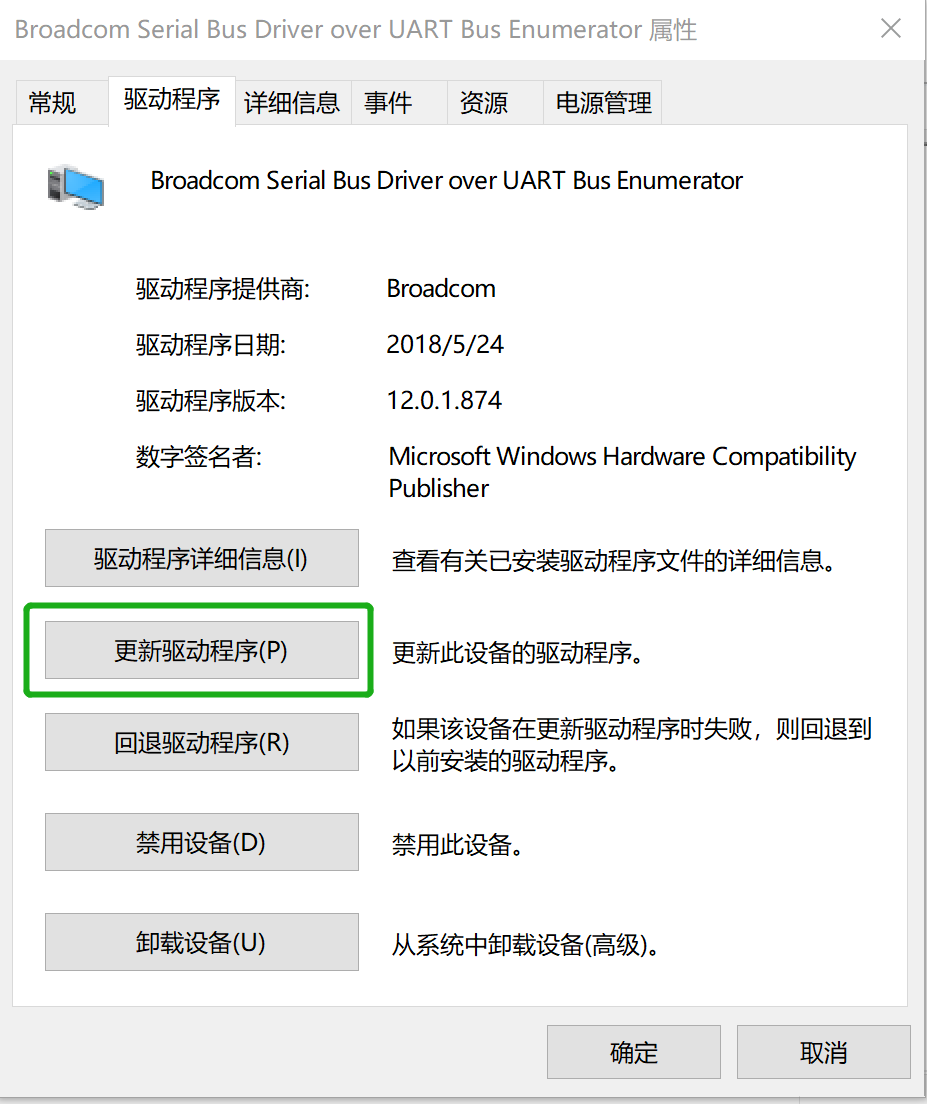 Broadcom Serial Bus Driver over UART Bus Enumerator 属性
常规 驱动程序 详细信息 事件 资源 电源管理
Broadcom Serial Bus Driver over UART Bus Enumerator
驱动程序提供商: Broadcom
驱动程序日期: 2018/5/24
驱动程序版本: 12.0.1.874
数字签名者: Microsoft Windows Hardware Compatibility
Publisher
驱动程序详细信息(I) 查看有关已安装驱动程序文件的详细信息。
更新驱动程序(P) 更新此设备的驱动程序。
回退驱动程序(R) 如果该设备在更新驱动程序时失败，则回退到
以前安装的驱动程序。
禁用设备(D) 禁用此设备。
卸载设备(U) 从系统中卸载设备(高级)。
确定 取消